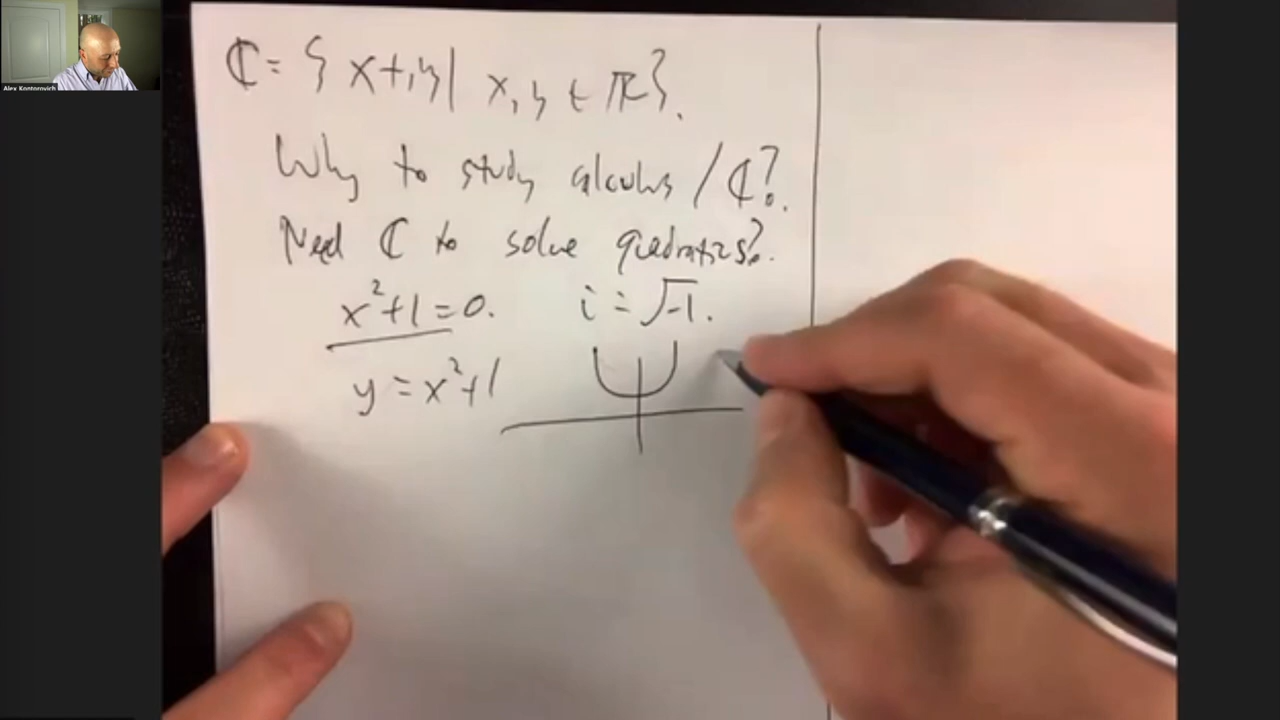 Alex Kontorovich
ℂ = { x+iy | x, y ∈ ℝ }.
Why to study calculus / ℂ?.
Need ℂ to solve quadratics?.
x²+1=0. i = √-1.
y = x²+1